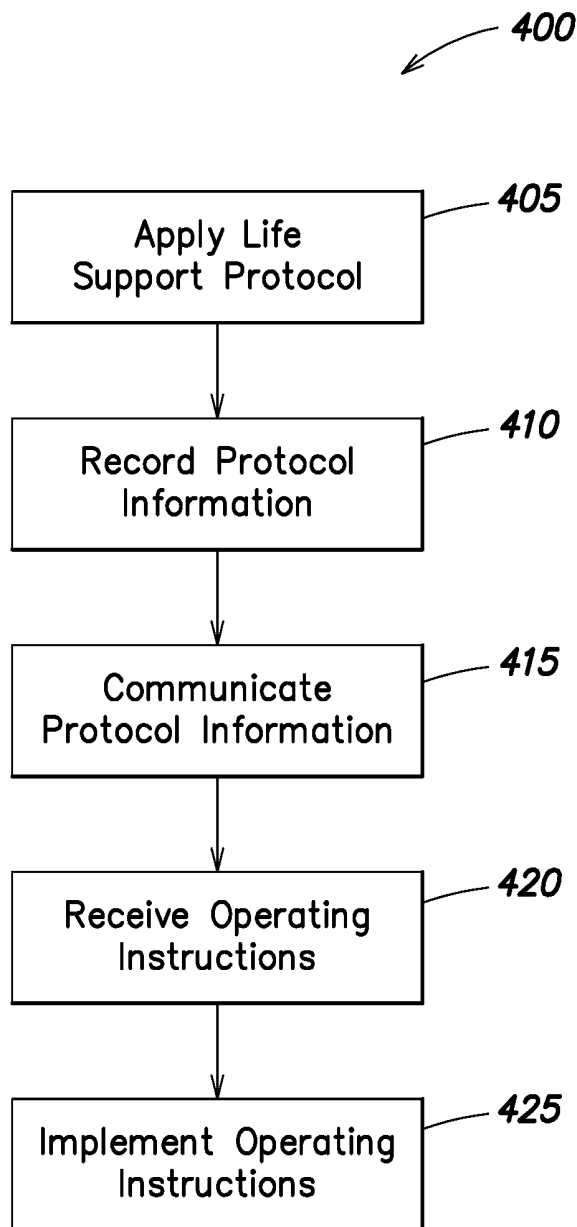 400
405
Apply Life
Support Protocol
410
Record Protocol
Information
415
Communicate
Protocol Information
420
Receive Operating
Instructions
425
Implement Operating
Instructions